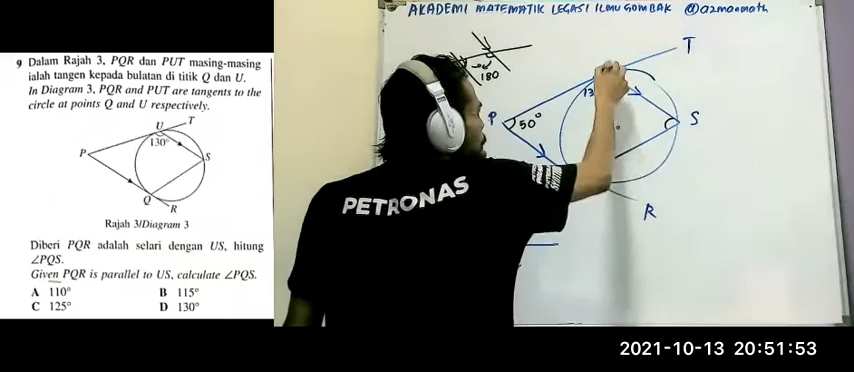 9 Dalam Rajah 3, PQR dan PUT masing-masing
ialah tangen kepada bulatan di titik Q dan U.
In Diagram 3, PQR and PUT are tangents to the
circle at points Q and U respectively.
U
T
130°
P
S
Q
R
Rajah 3/Diagram 3
Diberi PQR adalah selari dengan US, hitung
∠PQS.
Given PQR is parallel to US, calculate ∠PQS.
A 110°
B 115°
C 125°
D 130°
AKADEMI MATEMATIK LEGASI ILMU GOMBAK @azmanmath
180
T
P
50°
S
R
PETRONAS
2021-10-13 20:51:53